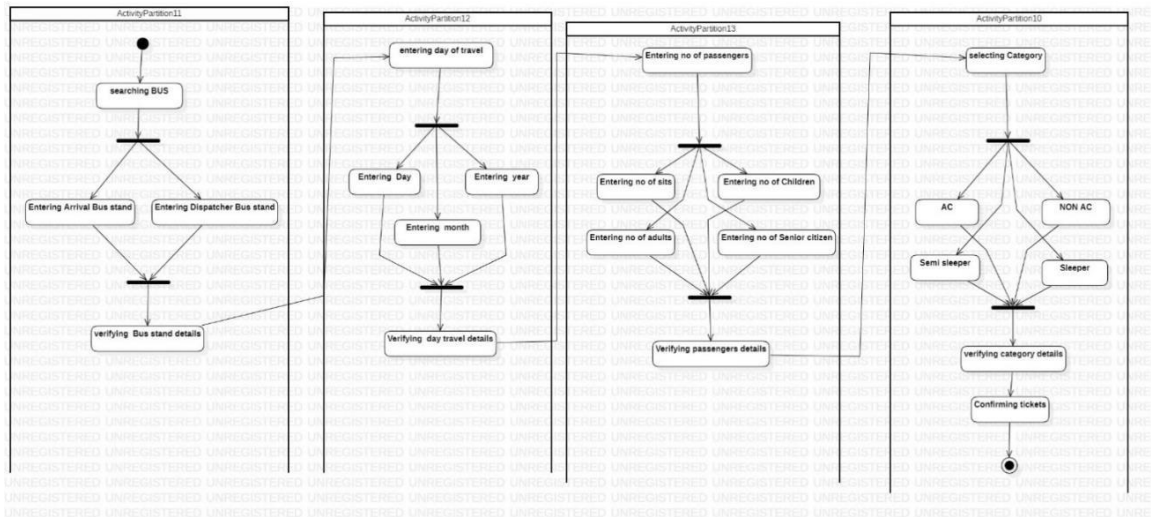 ActivityPartition11
searching BUS
Entering Arrival Bus stand
Entering Dispatcher Bus stand
verifying Bus stand details
ActivityPartition12
entering day of travel
Entering Day
Entering year
Entering month
Verifying day travel details
ActivityPartition13
Entering no of passengers
Entering no of sits
Entering no of Children
Entering no of adults
Entering no of Senior citizen
Verifying passengers details
ActivityPartition10
selecting Category
AC
NON AC
Semi sleeper
Sleeper
verifying category details
Confirming tickets
UNREGISTERED